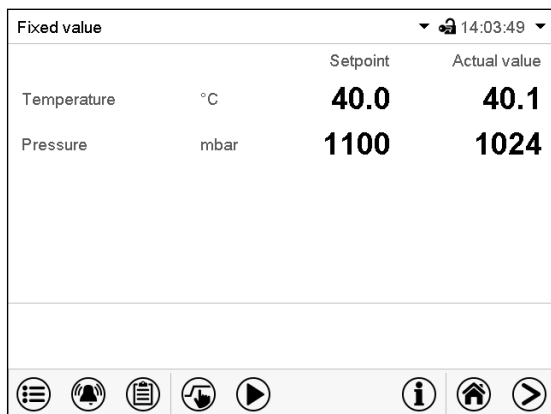 Fixed value 14:03:49
Setpoint Actual value
Temperature °C 40.0 40.1
Pressure mbar 1100 1024